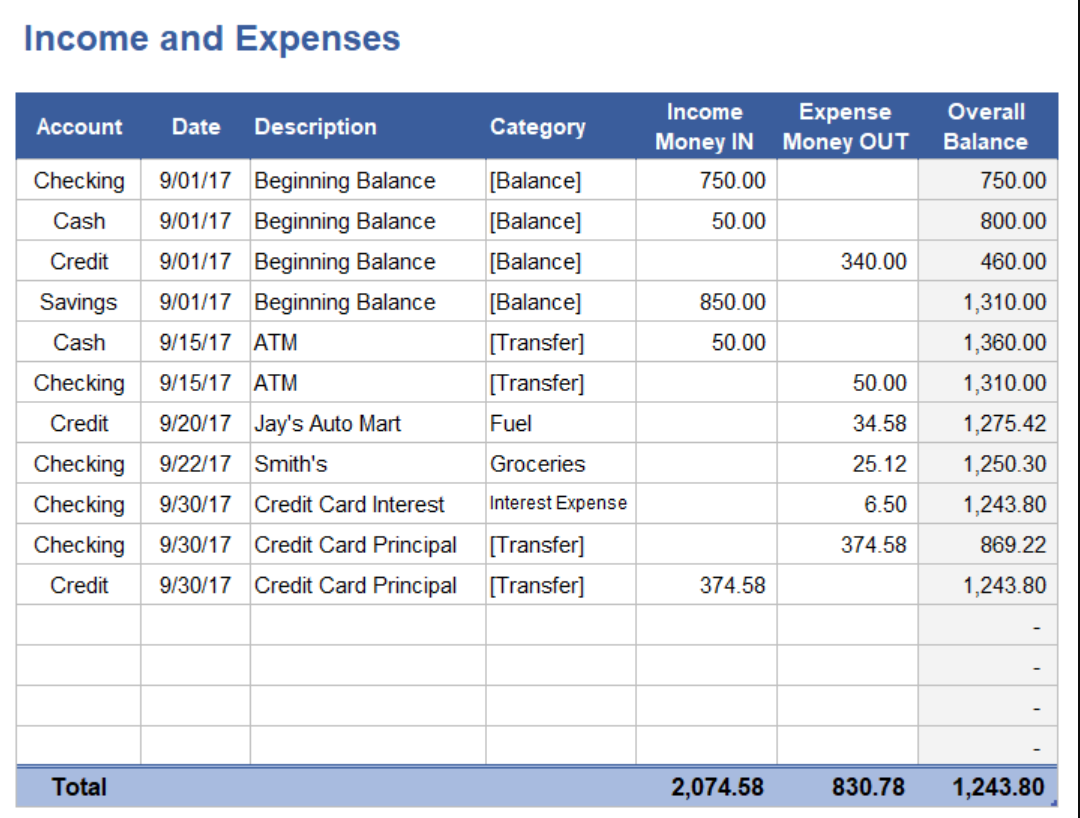 Income and Expenses
Account Date Description Category Income Money IN Expense Money OUT Overall Balance
Checking 9/01/17 Beginning Balance [Balance] 750.00 750.00
Cash 9/01/17 Beginning Balance [Balance] 50.00 800.00
Credit 9/01/17 Beginning Balance [Balance] 340.00 460.00
Savings 9/01/17 Beginning Balance [Balance] 850.00 1,310.00
Cash 9/15/17 ATM [Transfer] 50.00 1,360.00
Checking 9/15/17 ATM [Transfer] 50.00 1,310.00
Credit 9/20/17 Jay's Auto Mart Fuel 34.58 1,275.42
Checking 9/22/17 Smith's Groceries 25.12 1,250.30
Checking 9/30/17 Credit Card Interest Interest Expense 6.50 1,243.80
Checking 9/30/17 Credit Card Principal [Transfer] 374.58 869.22
Credit 9/30/17 Credit Card Principal [Transfer] 374.58 1,243.80
-
-
-
-
Total 2,074.58 830.78 1,243.80